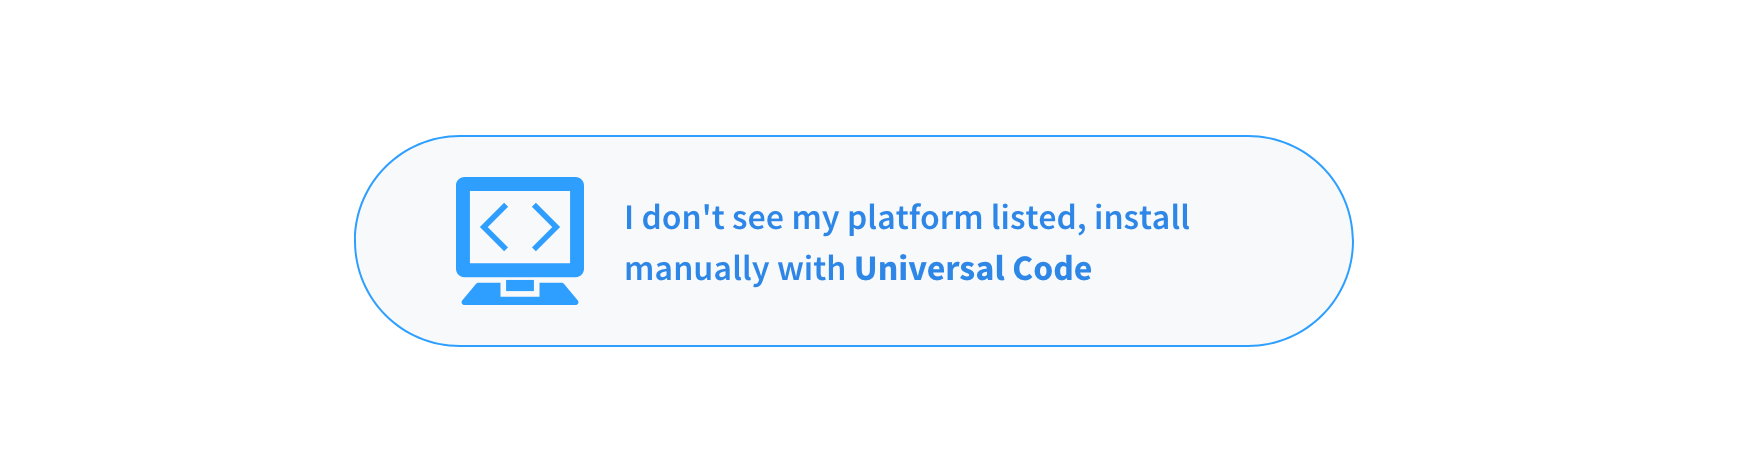 I don't see my platform listed, install
manually with Universal Code